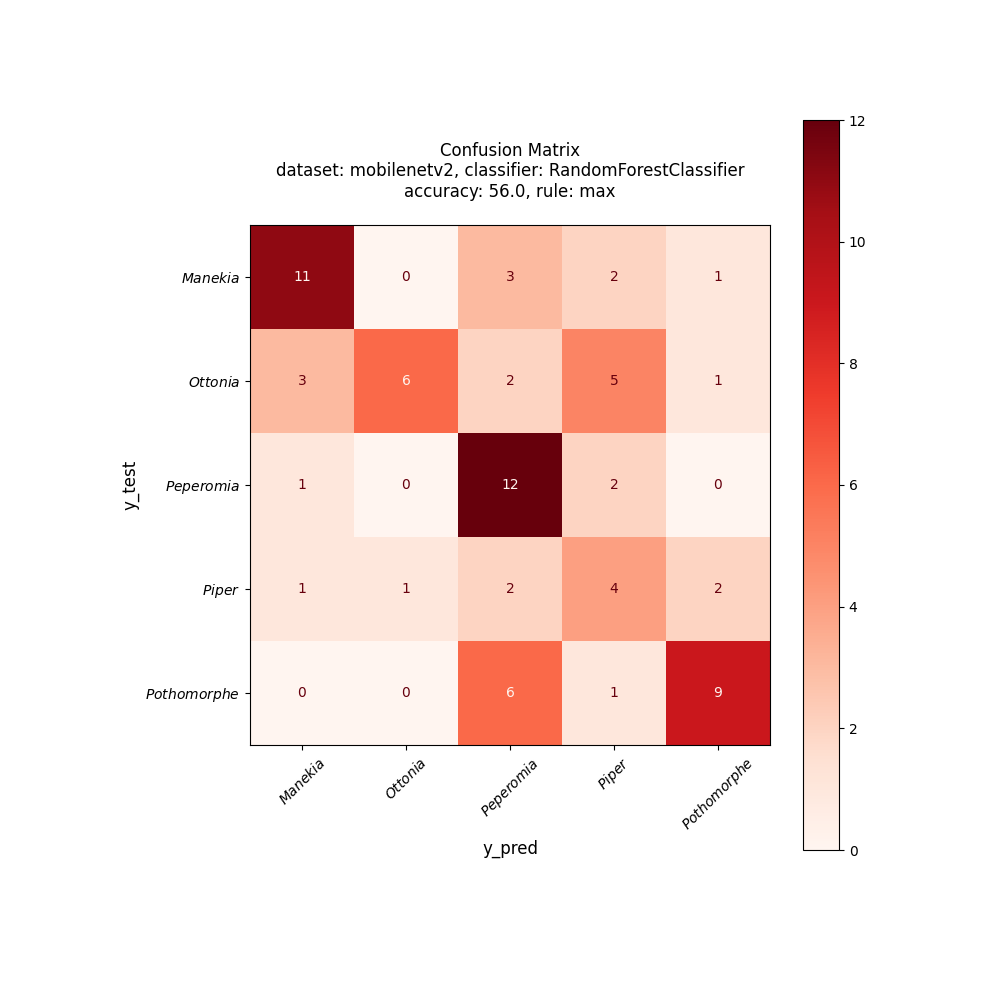 Confusion Matrix
dataset: mobilenetv2, classifier: RandomForestClassifier
accuracy: 56.0, rule: max
Manekia 11 0 3 2 1
Ottonia 3 6 2 5 1
Peperomia 1 0 12 2 0
Piper 1 1 2 4 2
Pothomorphe 0 0 6 1 9
y_test
Manekia Ottonia Peperomia Piper Pothomorphe
y_pred
12
10
8
6
4
2
0